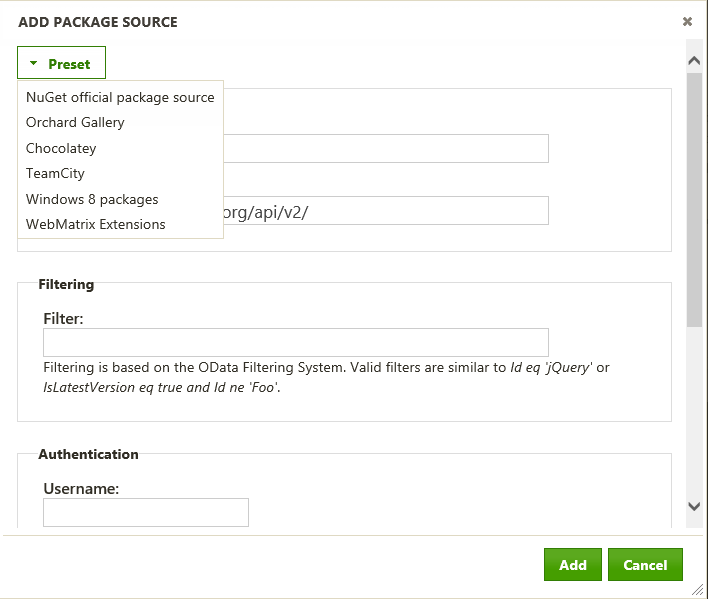 ADD PACKAGE SOURCE
Preset
NuGet official package source
Orchard Gallery
Chocolatey
TeamCity
Windows 8 packages
org/api/v2/
WebMatrix Extensions
Filtering
Filter:
Filtering is based on the OData Filtering System. Valid filters are similar to Id eq 'jQuery' or
IsLatestVersion eq true and Id ne 'Foo'.
Authentication
Username:
Add Cancel